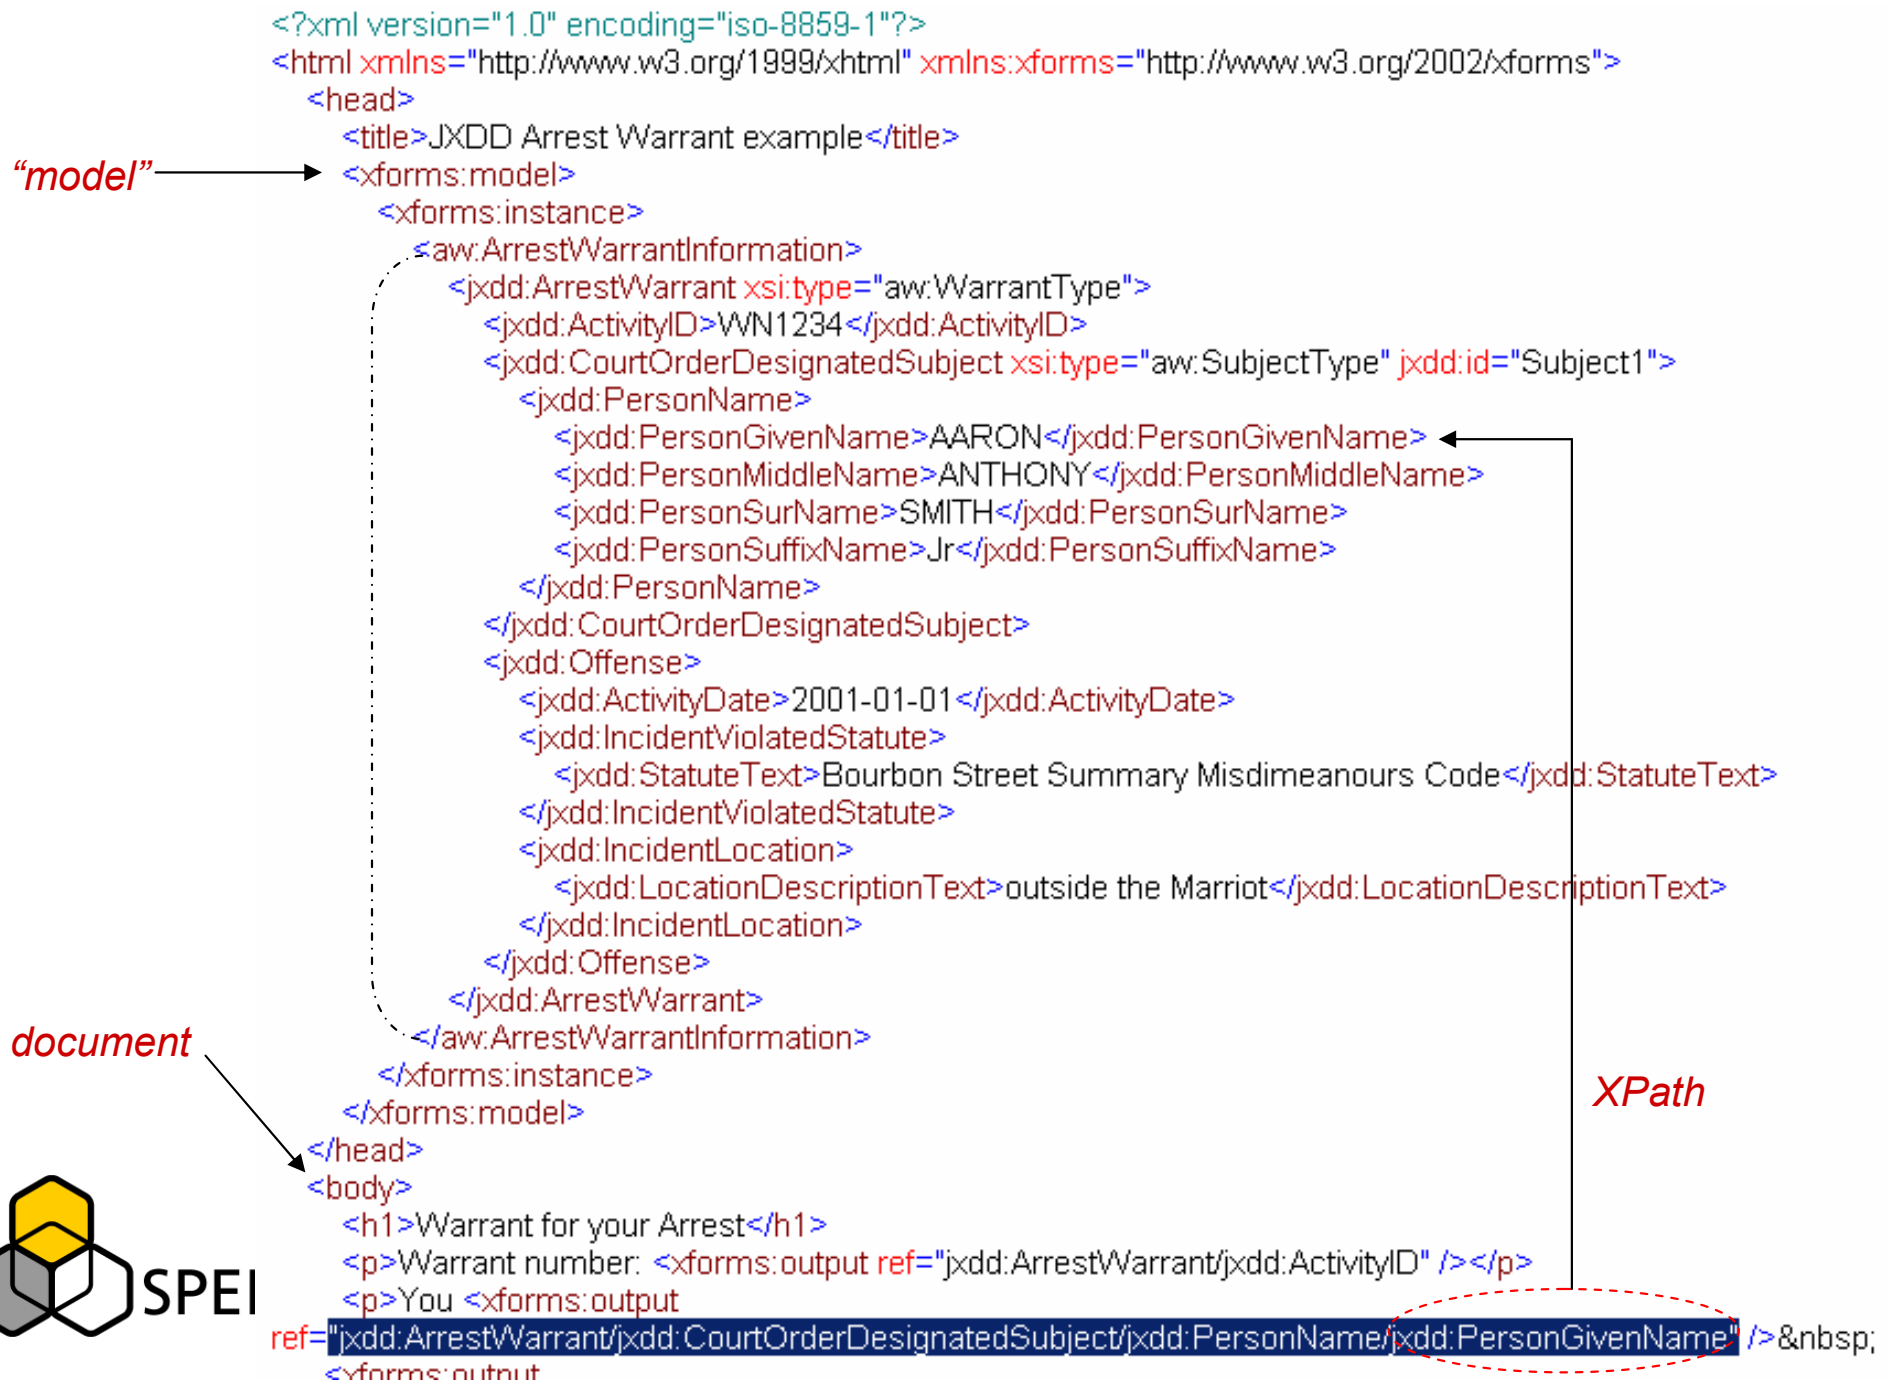 <?xml version="1.0" encoding="iso-8859-1"?>
<html xmlns="http://www.w3.org/1999/xhtml" xmlns:xforms="http://www.w3.org/2002/xforms">
<head>
<title>JXDD Arrest Warrant example</title>
“model”
<xforms:model>
<xforms:instance>
<aw:ArrestWarrantInformation>
<jxdd:ArrestWarrant xsi:type="aw:WarrantType">
<jxdd:ActivityID>WN1234</jxdd:ActivityID>
<jxdd:CourtOrderDesignatedSubject xsi:type="aw:SubjectType" jxdd:id="Subject1">
<jxdd:PersonName>
<jxdd:PersonGivenName>AARON</jxdd:PersonGivenName>
<jxdd:PersonMiddleName>ANTHONY</jxdd:PersonMiddleName>
<jxdd:PersonSurName>SMITH</jxdd:PersonSurName>
<jxdd:PersonSuffixName>Jr</jxdd:PersonSuffixName>
</jxdd:PersonName>
</jxdd:CourtOrderDesignatedSubject>
<jxdd:Offense>
<jxdd:ActivityDate>2001-01-01</jxdd:ActivityDate>
<jxdd:IncidentViolatedStatute>
<jxdd:StatuteText>Bourbon Street Summary Misdimeanours Code</jxdd:StatuteText>
</jxdd:IncidentViolatedStatute>
<jxdd:IncidentLocation>
<jxdd:LocationDescriptionText>outside the Marriot</jxdd:LocationDescriptionText>
</jxdd:IncidentLocation>
</jxdd:Offense>
</jxdd:ArrestWarrant>
</aw:ArrestWarrantInformation>
document
</xforms:instance>
XPath
</xforms:model>
</head>
<body>
<h1>Warrant for your Arrest</h1>
<p>Warrant number: <xforms:output ref="jxdd:ArrestWarrant/jxdd:ActivityID" /></p>
SPE
<p>You <xforms:output
ref="jxdd:ArrestWarrant/jxdd:CourtOrderDesignatedSubject/jxdd:PersonName/jxdd:PersonGivenName" />&nbsp;
<xforms:output